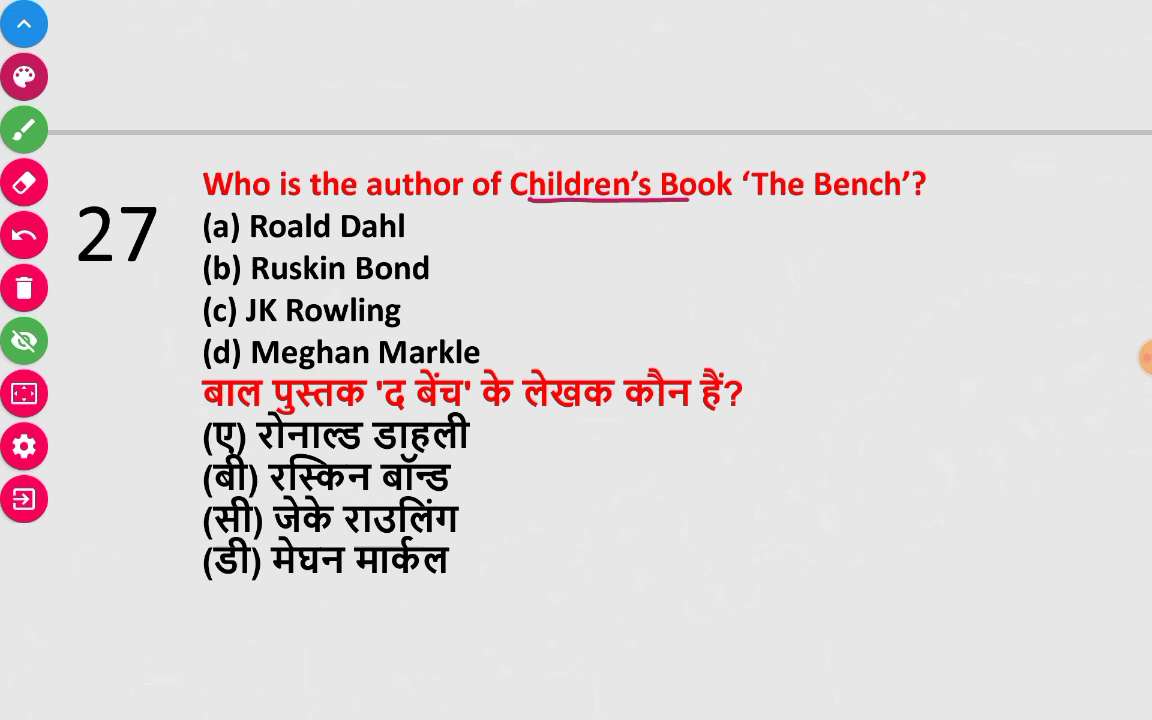 Who is the author of Children’s Book ‘The Bench’?
27
(a) Roald Dahl
(b) Ruskin Bond
(c) JK Rowling
(d) Meghan Markle
बाल पुस्तक 'द बेंच' के लेखक कौन हैं?
(ए) रोनाल्ड डाहली
(बी) रस्किन बॉन्ड
(सी) जेके राउलिंग
(डी) मेघन मार्कल